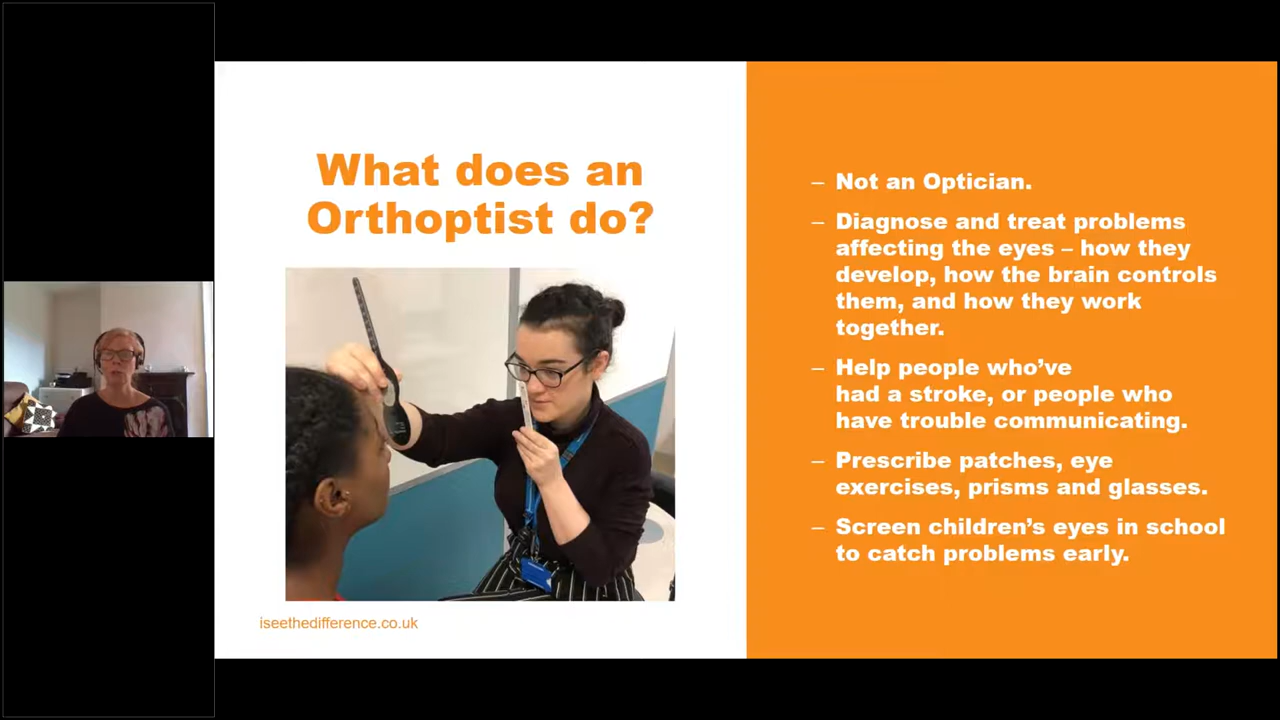 What does an
Orthoptist do?
iseethedifference.co.uk
– Not an Optician.
– Diagnose and treat problems
affecting the eyes – how they
develop, how the brain controls
them, and how they work
together.
– Help people who’ve
had a stroke, or people who
have trouble communicating.
– Prescribe patches, eye
exercises, prisms and glasses.
– Screen children’s eyes in school
to catch problems early.